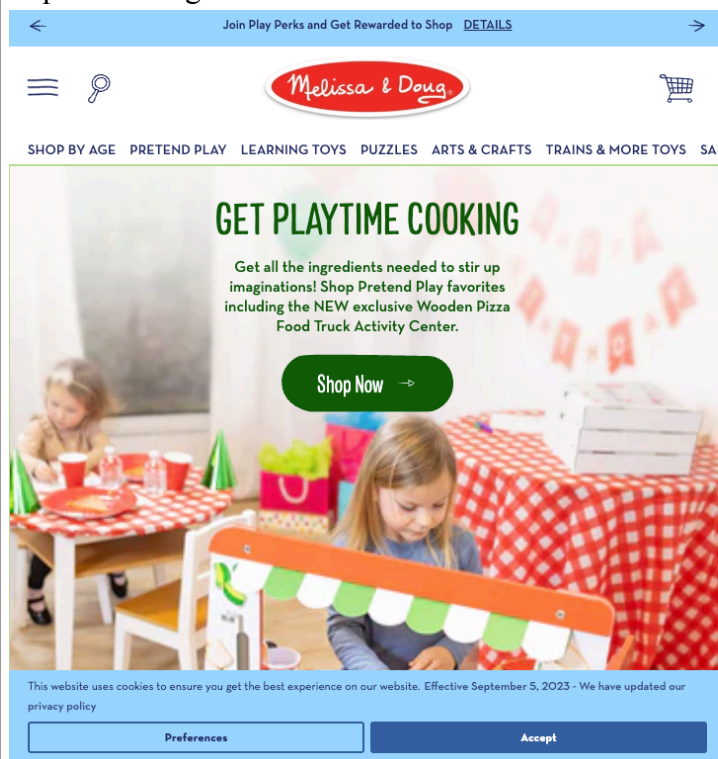 Join Play Perks and Get Rewarded to Shop DETAILS
Melissa & Doug
SHOP BY AGE PRETEND PLAY LEARNING TOYS PUZZLES ARTS & CRAFTS TRAINS & MORE TOYS SA
GET PLAYTIME COOKING
Get all the ingredients needed to stir up
imaginations! Shop Pretend Play favorites
including the NEW exclusive Wooden Pizza
Food Truck Activity Center.
Shop Now
This website uses cookies to ensure you get the best experience on our website. Effective September 5, 2023 - We have updated our
privacy policy
Preferences Accept